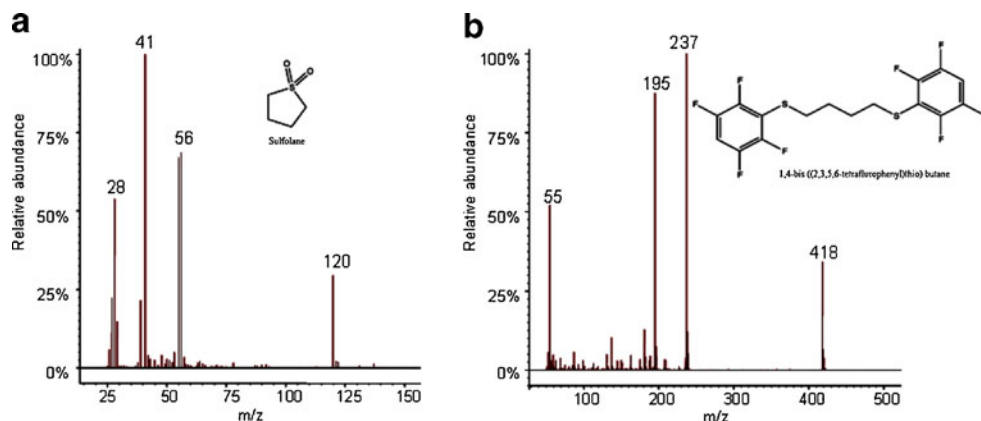 a
41
100%
75%
50%
25%
0%
Relative abundance
28
56
120
O
O
S
Sulfolane
25
50
75
100
125
150
m/z
b
237
195
100%
75%
50%
25%
0%
Relative abundance
55
418
F
F
F
F
S
S
F
F
F
1,4-bis ((2,3,5,6-tetraflurophenyl)thio) butane
100
200
300
400
500
m/z